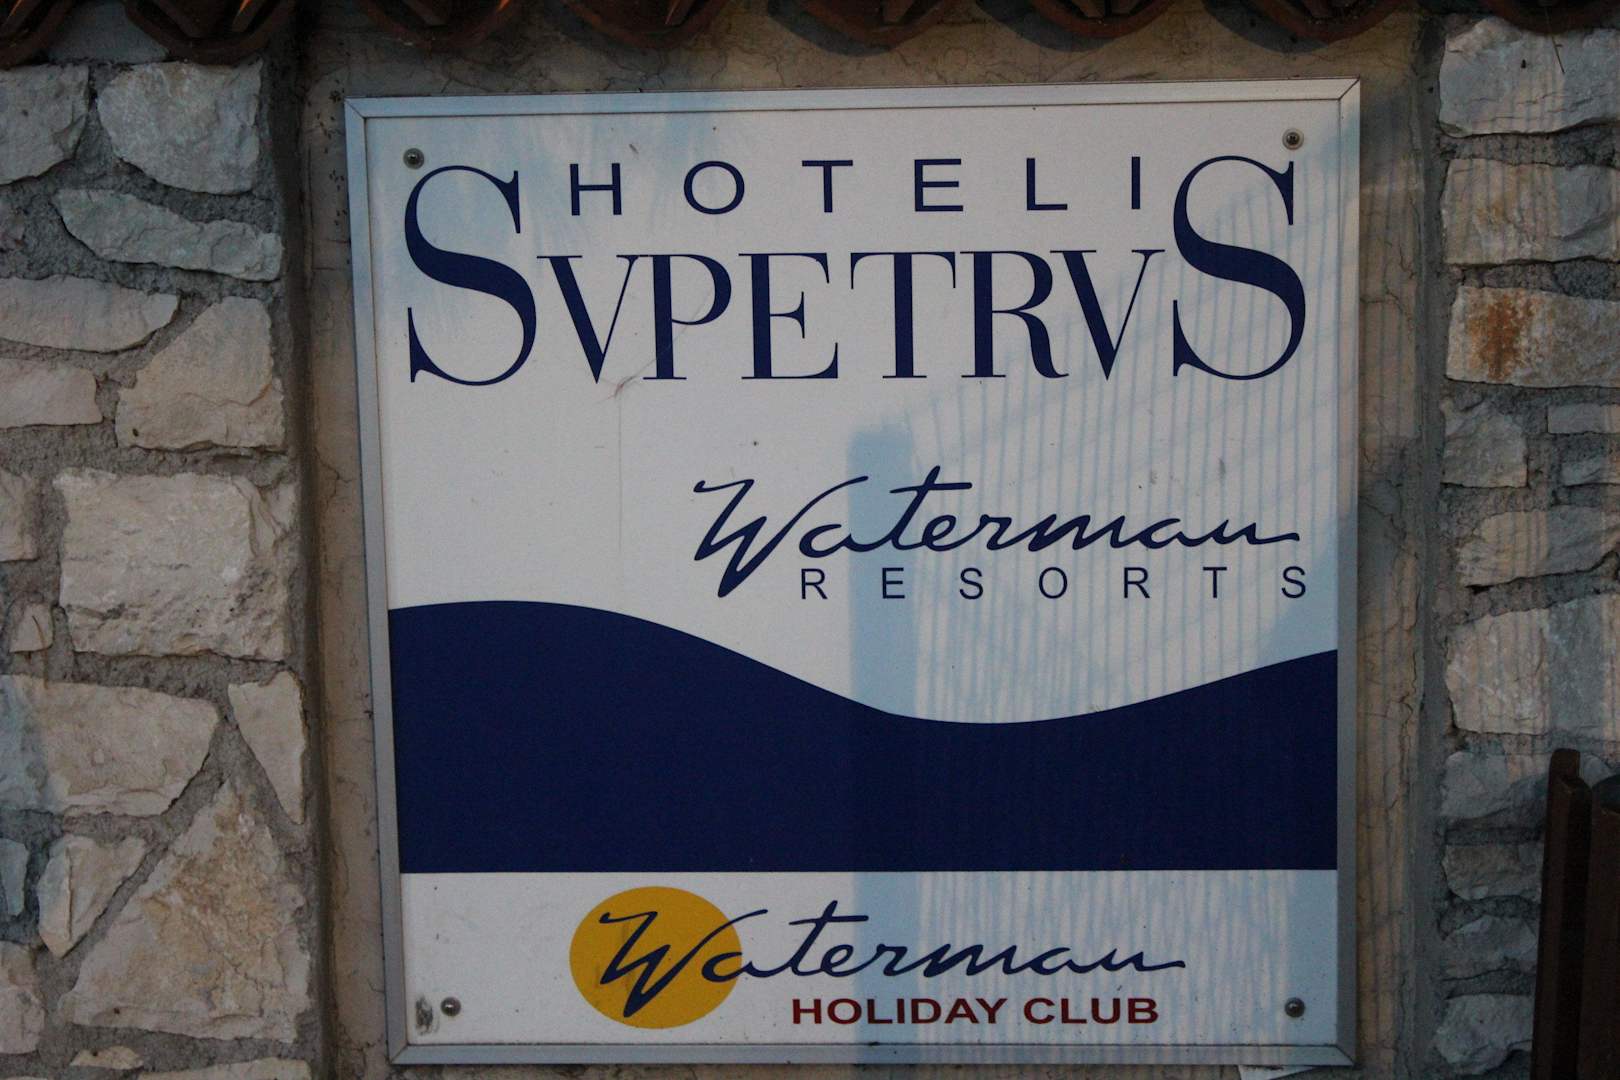 HOTELI
SVPETRVS
Waterman
RESORTS
Waterman
HOLIDAY CLUB